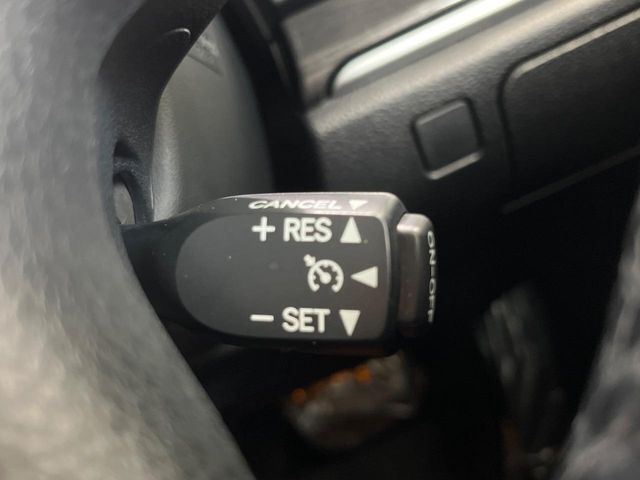 CANCEL ▼
+ RES ▲
◀
− SET ▼
ON-OFF